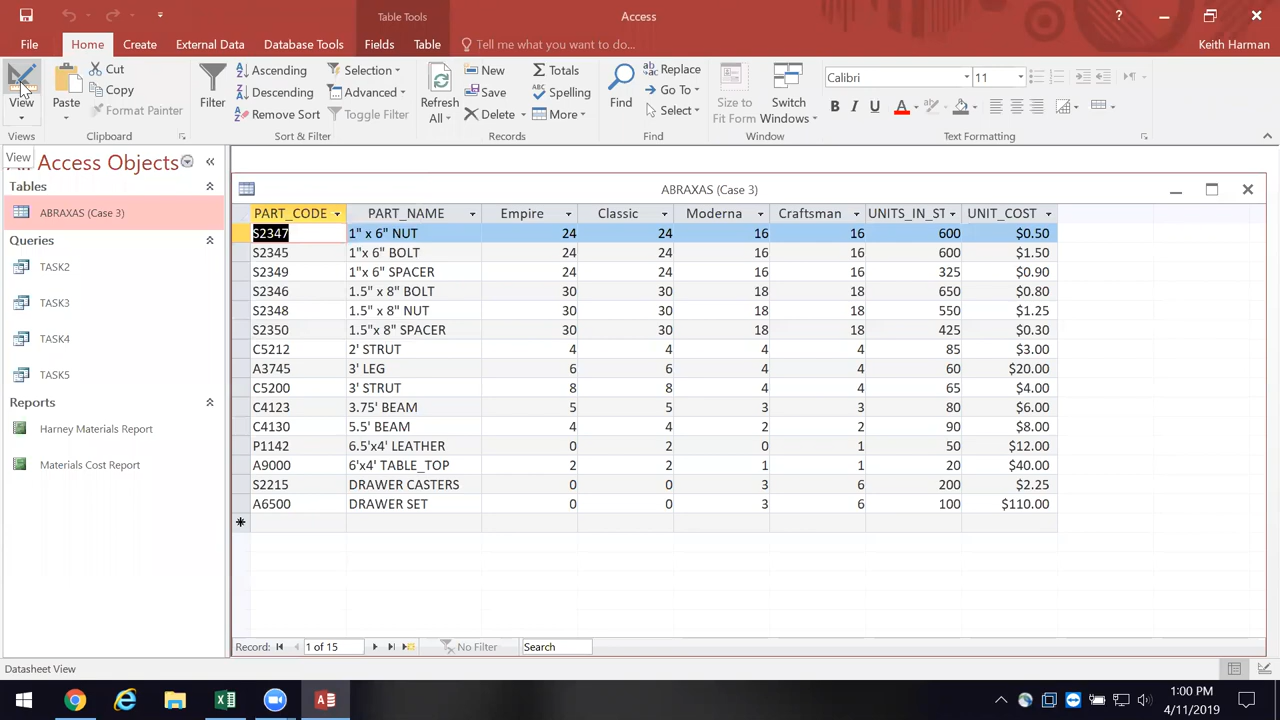 Table Tools
Access
?
File
Home
Create
External Data
Database Tools
Fields
Table
Tell me what you want to do...
Keith Harman
View
Paste
Cut
Copy
Format Painter
Filter
Ascending
Descending
Remove Sort
Selection
Advanced
Toggle Filter
Refresh
All
New
Save
Delete
Totals
Spelling
More
Find
Replace
Go To
Select
Size to
Fit Form
Switch
Windows
Calibri
11
B I U A
Views
Clipboard
Sort & Filter
Records
Find
Window
Text Formatting
View
Access Objects
Tables
ABRAXAS (Case 3)
Queries
TASK2
TASK3
TASK4
TASK5
Reports
Harney Materials Report
Materials Cost Report
ABRAXAS (Case 3)
PART_CODE PART_NAME Empire Classic Moderna Craftsman UNITS_IN_ST UNIT_COST
S2347 1" x 6" NUT 24 24 16 16 600 $0.50
S2345 1"x 6" BOLT 24 24 16 16 600 $1.50
S2349 1"x 6" SPACER 24 24 16 16 325 $0.90
S2346 1.5" x 8" BOLT 30 30 18 18 650 $0.80
S2348 1.5" x 8" NUT 30 30 18 18 550 $1.25
S2350 1.5"x 8" SPACER 30 30 18 18 425 $0.30
C5212 2' STRUT 4 4 4 4 85 $3.00
A3745 3' LEG 6 6 4 4 60 $20.00
C5200 3' STRUT 8 8 4 4 65 $4.00
C4123 3.75' BEAM 5 5 3 3 80 $6.00
C4130 5.5' BEAM 4 4 2 2 90 $8.00
P1142 6.5'x4' LEATHER 0 2 0 1 50 $12.00
A9000 6'x4' TABLE_TOP 2 2 1 1 20 $40.00
S2215 DRAWER CASTERS 0 0 3 6 200 $2.25
A6500 DRAWER SET 0 0 3 6 100 $110.00
Record: 1 of 15 No Filter Search
Datasheet View
1:00 PM
4/11/2019